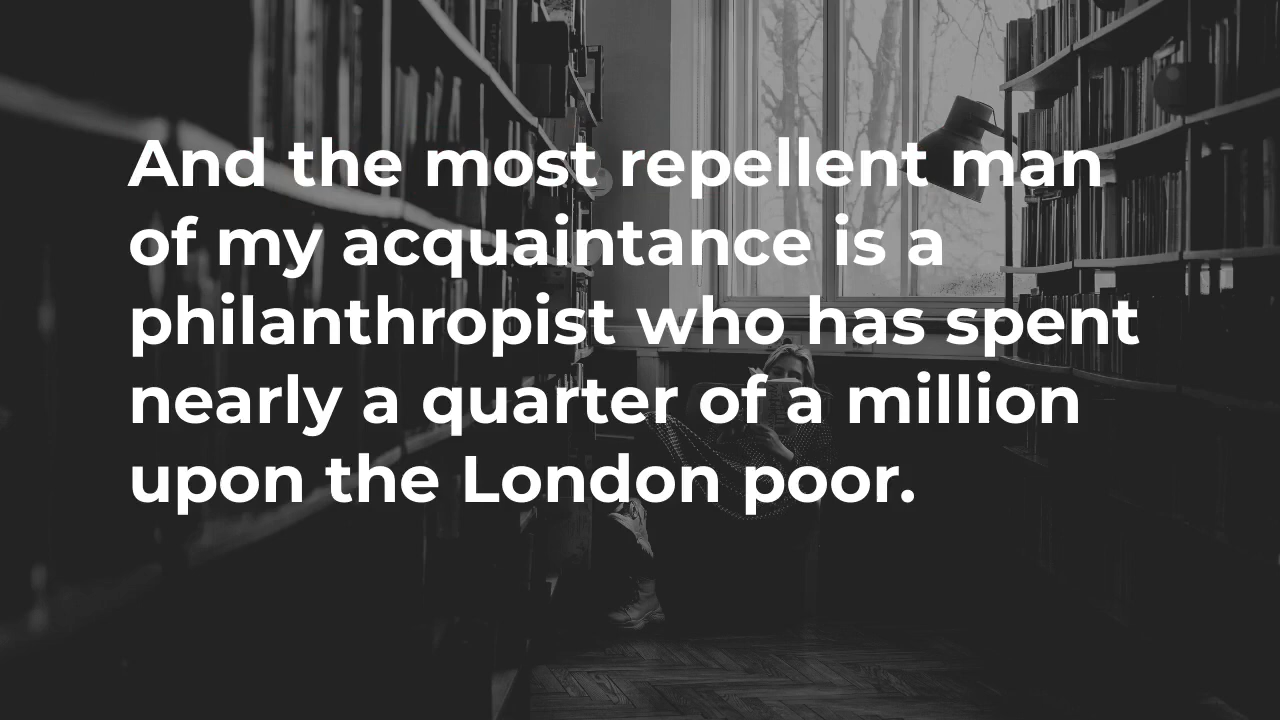 And the most repellent man
of my acquaintance is a
philanthropist who has spent
nearly a quarter of a million
upon the London poor.